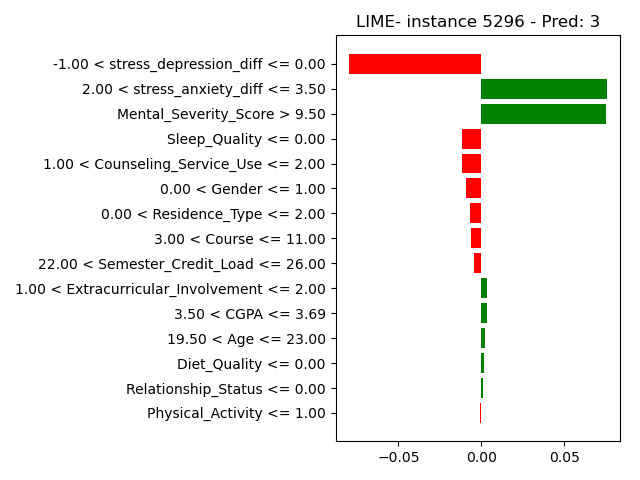 LIME- instance 5296 - Pred: 3
-1.00 < stress_depression_diff <= 0.00
2.00 < stress_anxiety_diff <= 3.50
Mental_Severity_Score > 9.50
Sleep_Quality <= 0.00
1.00 < Counseling_Service_Use <= 2.00
0.00 < Gender <= 1.00
0.00 < Residence_Type <= 2.00
3.00 < Course <= 11.00
22.00 < Semester_Credit_Load <= 26.00
1.00 < Extracurricular_Involvement <= 2.00
3.50 < CGPA <= 3.69
19.50 < Age <= 23.00
Diet_Quality <= 0.00
Relationship_Status <= 0.00
Physical_Activity <= 1.00
−0.05 0.00 0.05